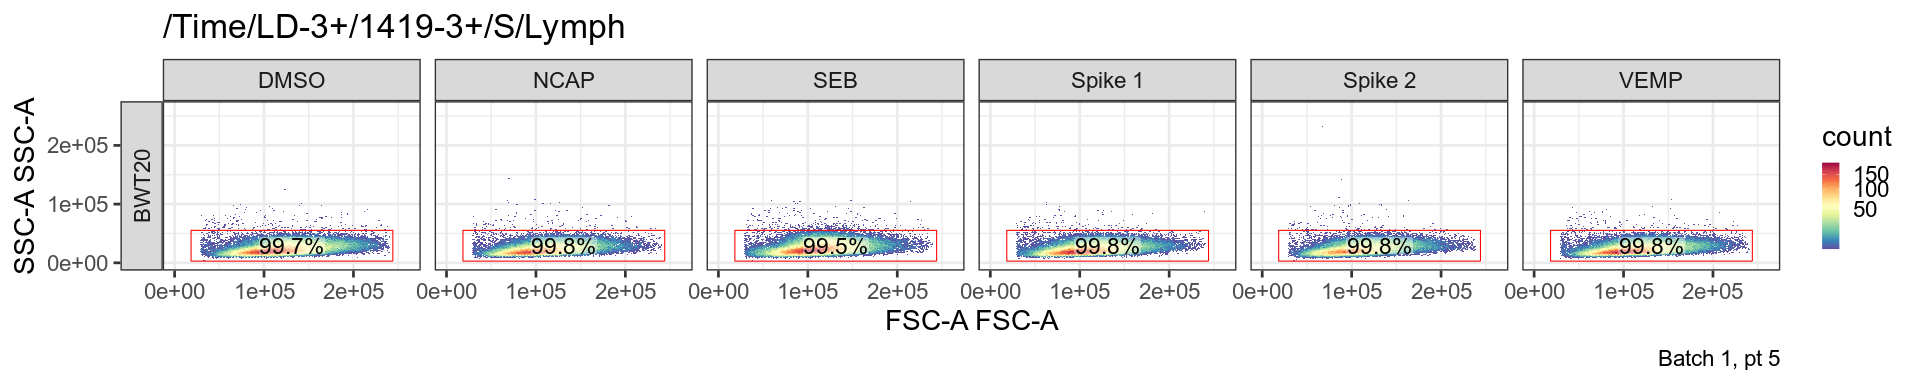 /Time/LD-3+/1419-3+/S/Lymph
DMSO NCAP SEB Spike 1 Spike 2 VEMP
SSC-A SSC-A
BWT20
2e+05
1e+05
0e+00
99.7% 99.8% 99.5% 99.8% 99.8% 99.8%
0e+00 1e+05 2e+05 0e+00 1e+05 2e+05 0e+00 1e+05 2e+05 0e+00 1e+05 2e+05 0e+00 1e+05 2e+05 0e+00 1e+05 2e+05
FSC-A FSC-A
count
150
100
50
Batch 1, pt 5